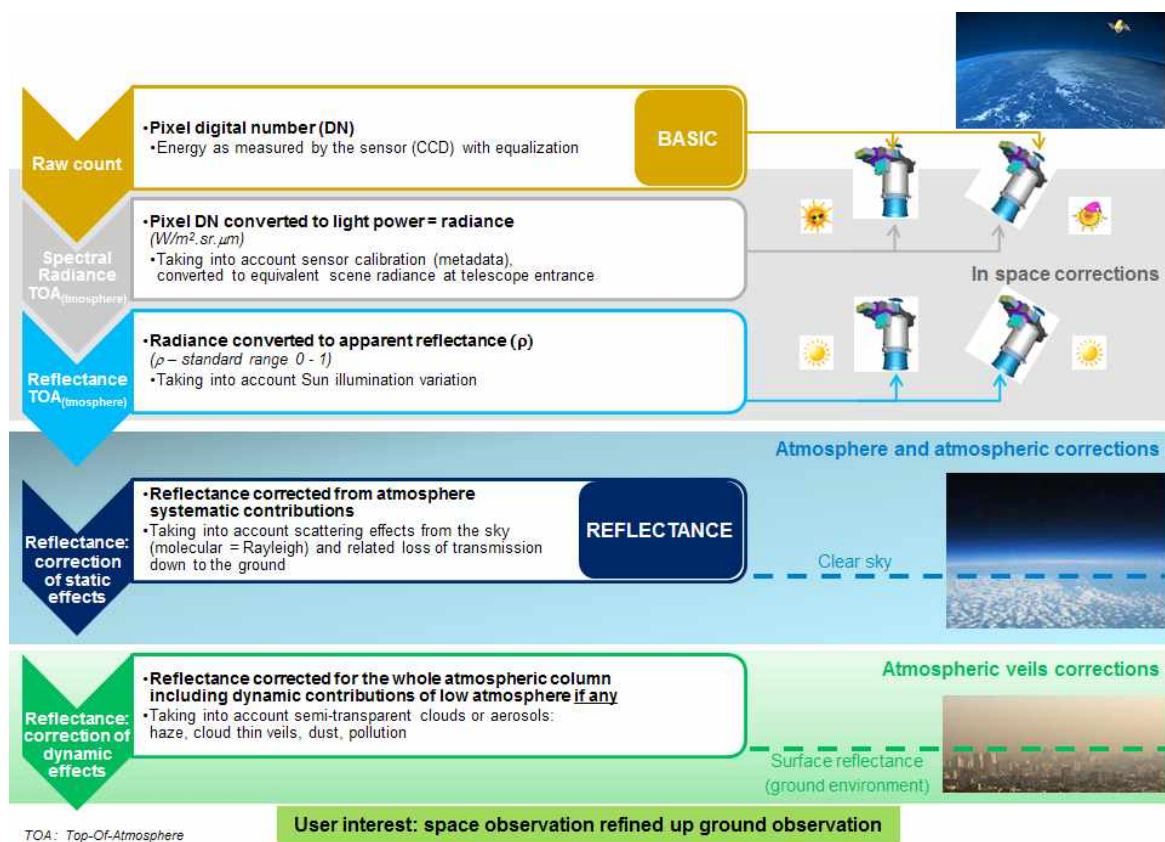 Raw count
•Pixel digital number (DN)
•Energy as measured by the sensor (CCD) with equalization
BASIC
Spectral
Radiance
TOA(tmosphere)
•Pixel DN converted to light power = radiance
(W/m².sr.µm)
•Taking into account sensor calibration (metadata),
converted to equivalent scene radiance at telescope entrance
In space corrections
Reflectance
TOA(tmosphere)
•Radiance converted to apparent reflectance (ρ)
(ρ – standard range 0 - 1)
•Taking into account Sun illumination variation
Atmosphere and atmospheric corrections
Reflectance:
correction
of static
effects
•Reflectance corrected from atmosphere
systematic contributions
•Taking into account scattering effects from the sky
(molecular = Rayleigh) and related loss of transmission
down to the ground
REFLECTANCE
Clear sky
Atmospheric veils corrections
Reflectance:
correction of
dynamic
effects
•Reflectance corrected for the whole atmospheric column
including dynamic contributions of low atmosphere if any
•Taking into account semi-transparent clouds or aerosols:
haze, cloud thin veils, dust, pollution
Surface reflectance
(ground environment)
TOA: Top-Of-Atmosphere
User interest: space observation refined up ground observation